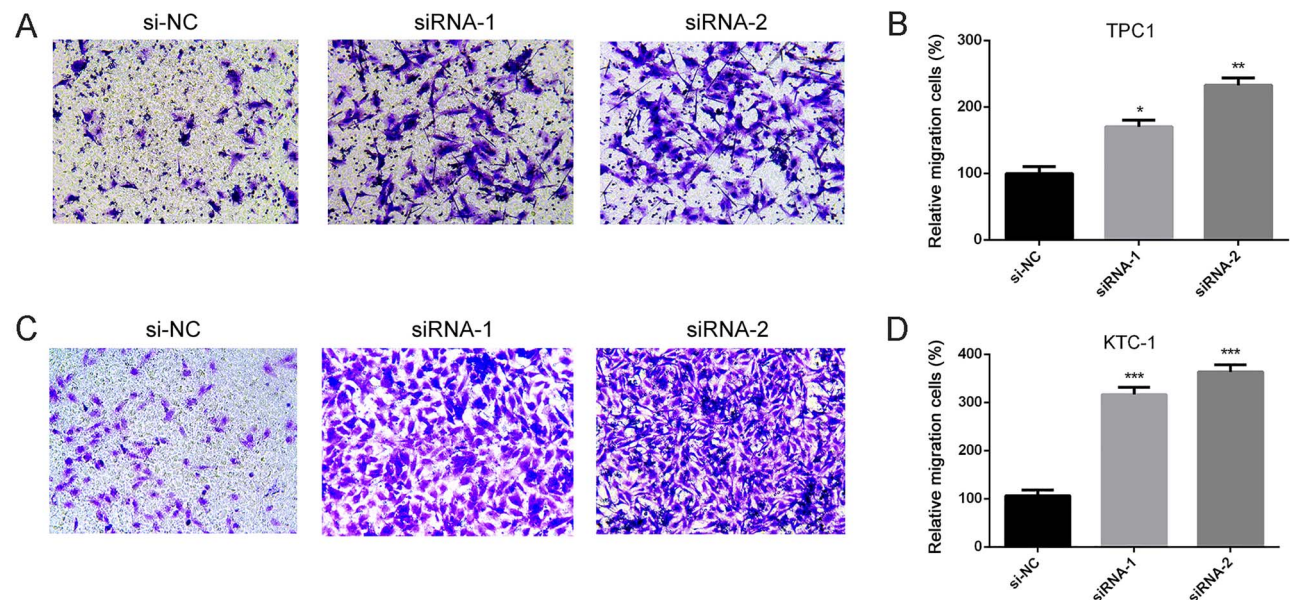 A
si-NC
siRNA-1
siRNA-2
B
TPC1
Relative migration cells (%)
300
200
100
0
*
**
si-NC
siRNA-1
siRNA-2
C
si-NC
siRNA-1
siRNA-2
D
KTC-1
Relative migration cells (%)
400
300
200
100
0
***
***
si-NC
siRNA-1
siRNA-2